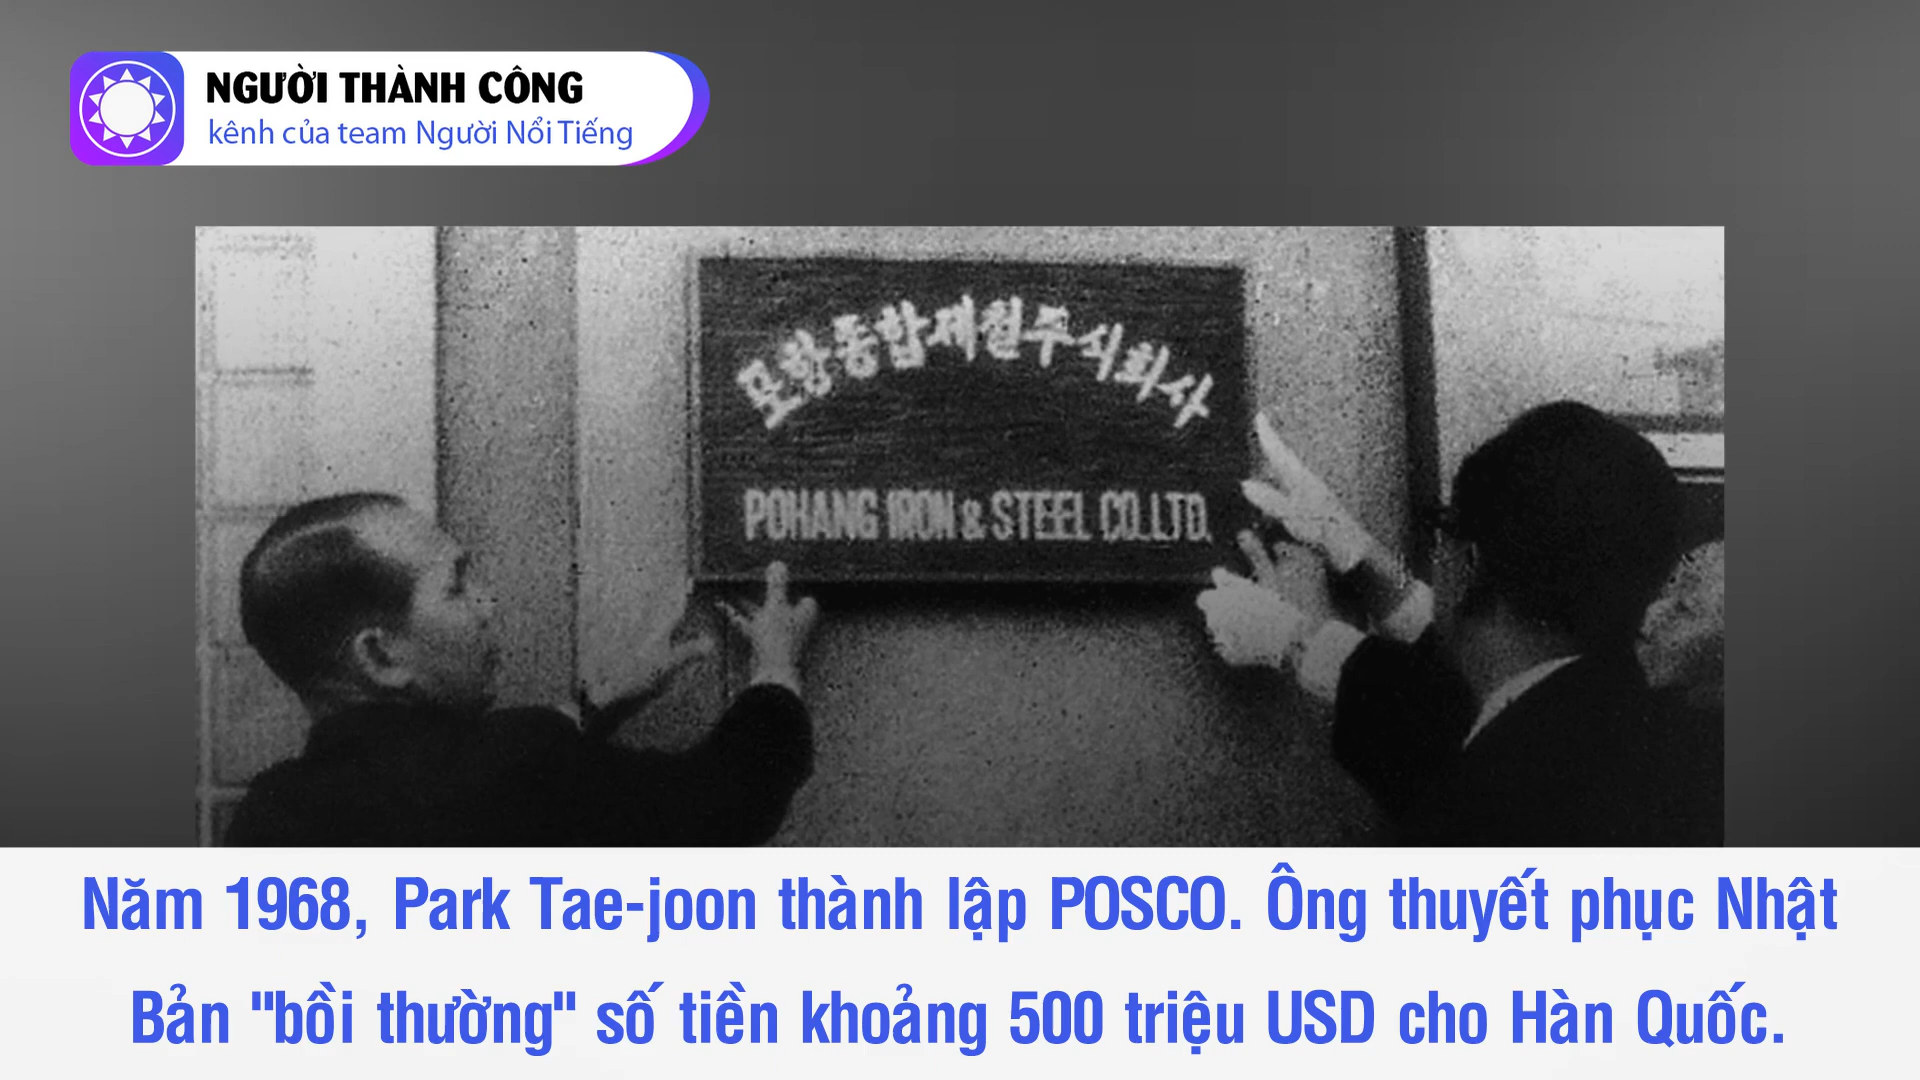 NGƯỜI THÀNH CÔNG
kênh của team Người Nổi Tiếng
포항종합제철주식회사
POHANG IRON & STEEL CO.LTD.
Năm 1968, Park Tae-joon thành lập POSCO. Ông thuyết phục Nhật
Bản "bồi thường" số tiền khoảng 500 triệu USD cho Hàn Quốc.